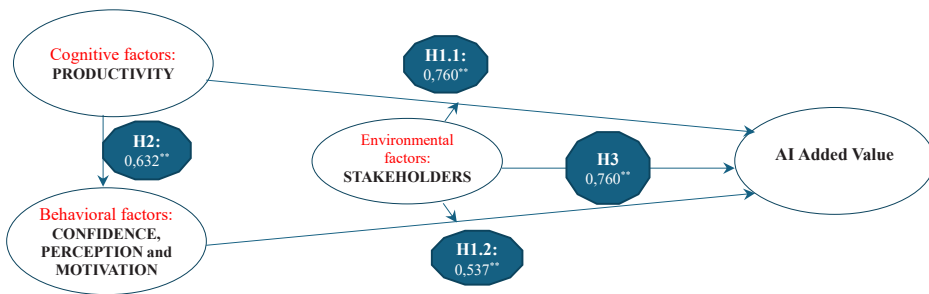 Cognitive factors:
PRODUCTIVITY
H1.1:
0,760**
H2:
0,632**
Environmental
factors:
STAKEHOLDERS
H3
0,760**
AI Added Value
Behavioral factors:
CONFIDENCE,
PERCEPTION and
MOTIVATION
H1.2:
0,537**